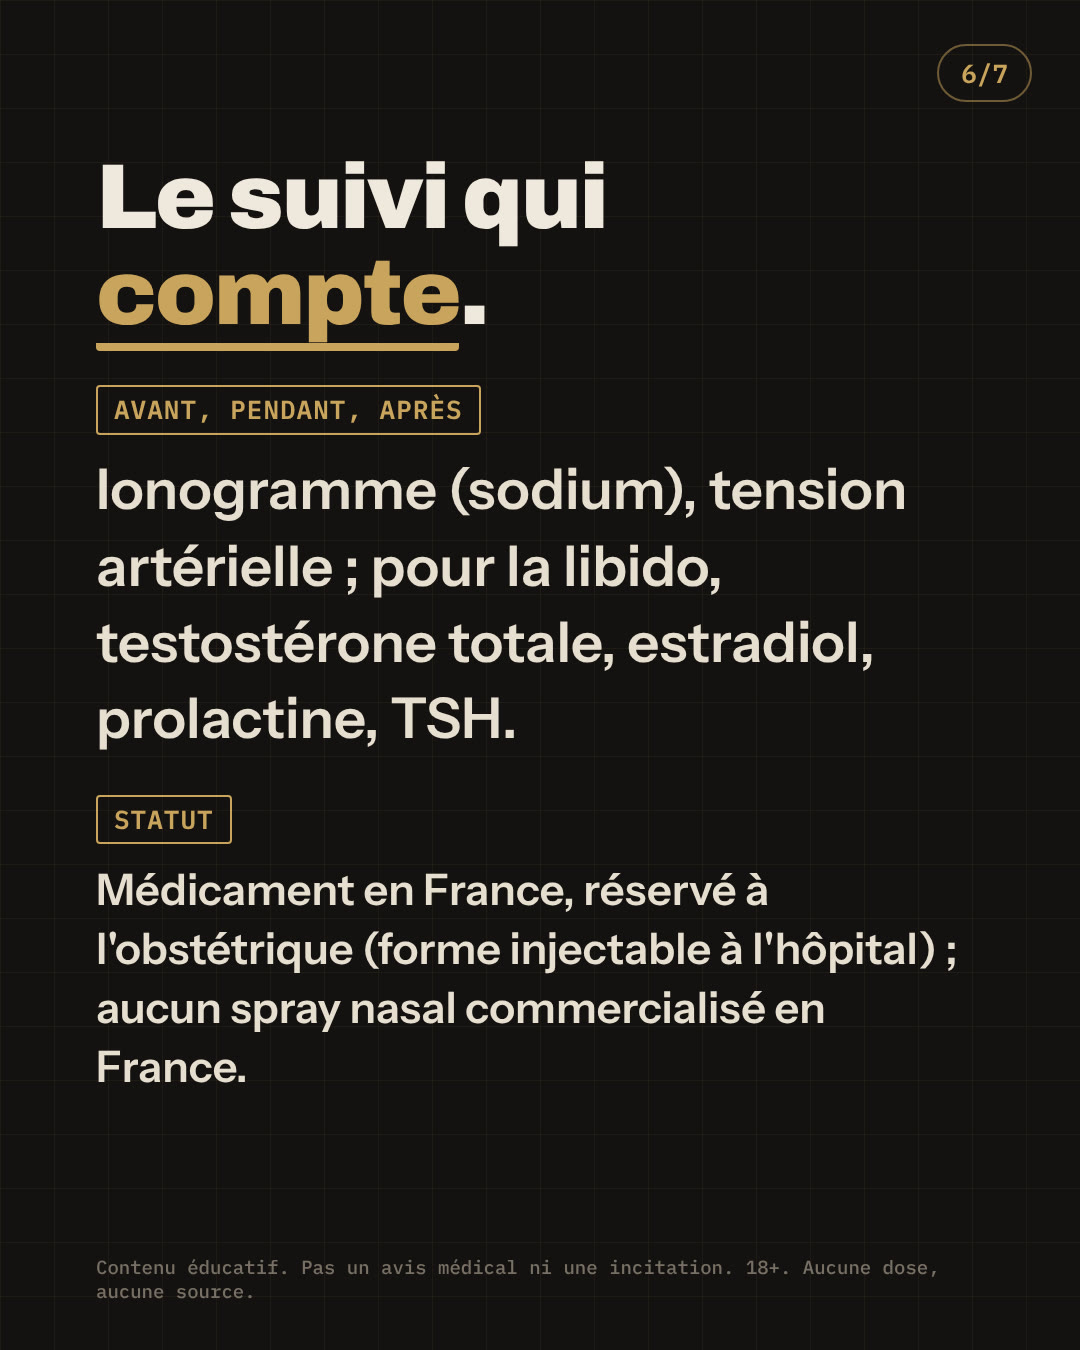 6/7
Le suivi qui
compte.
AVANT, PENDANT, APRÈS
Ionogramme (sodium), tension
artérielle ; pour la libido,
testostérone totale, estradiol,
prolactine, TSH.
STATUT
Médicament en France, réservé à
l'obstétrique (forme injectable à l'hôpital) ;
aucun spray nasal commercialisé en
France.
Contenu éducatif. Pas un avis médical ni une incitation. 18+. Aucune dose,
aucune source.